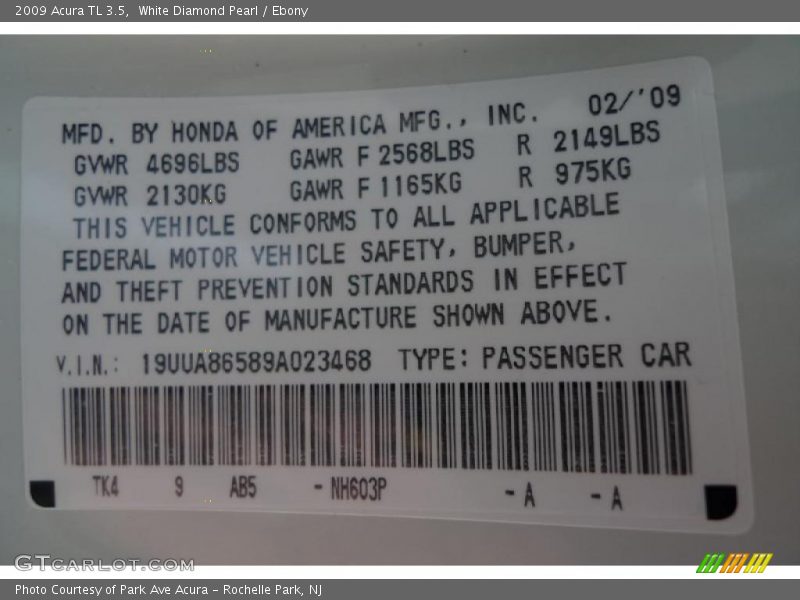 2009 Acura TL 3.5,  White Diamond Pearl / Ebony
MFD. BY HONDA OF AMERICA MFG., INC. 02/'09
GVWR 4696LBS GAWR F 2568LBS R 2149LBS
GVWR 2130KG GAWR F 1165KG R 975KG
THIS VEHICLE CONFORMS TO ALL APPLICABLE
FEDERAL MOTOR VEHICLE SAFETY, BUMPER,
AND THEFT PREVENTION STANDARDS IN EFFECT
ON THE DATE OF MANUFACTURE SHOWN ABOVE.
V.I.N.: 19UUA86589A023468 TYPE: PASSENGER CAR
TK4 9 AB5 - NH603P - A - A
GTCARLOT.COM
Photo Courtesy of Park Ave Acura - Rochelle Park, NJ